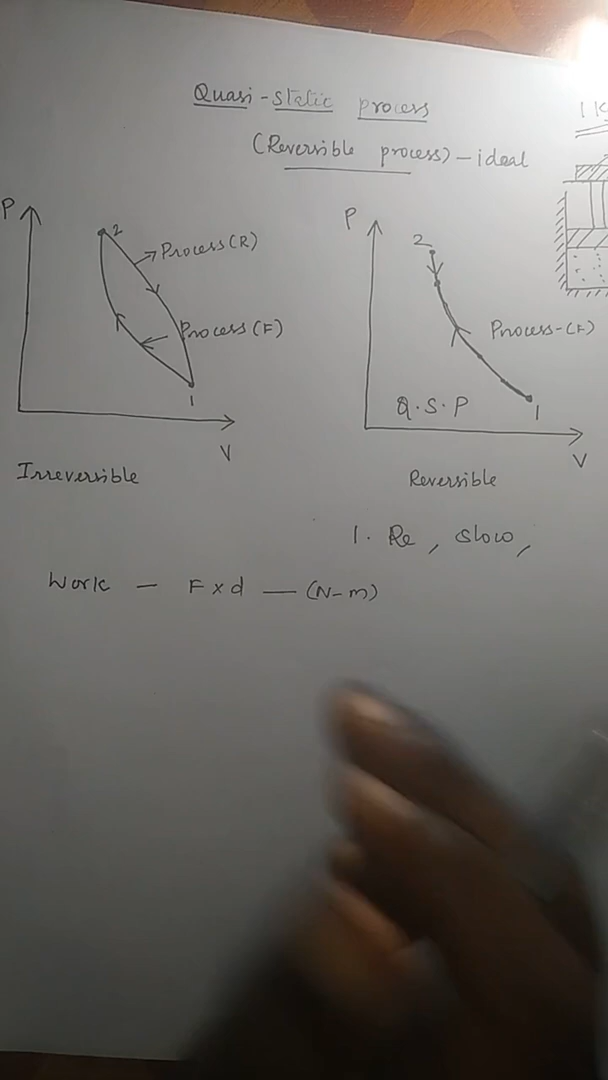 Quasi-static process
(Reversible process) - ideal
P
2
Process (R)
Process (F)
1
V
Irreversible
P
2
Process-(F)
Q.S.P
1
V
Reversible
1. Re, slow,
Work - F x d - (N-m)